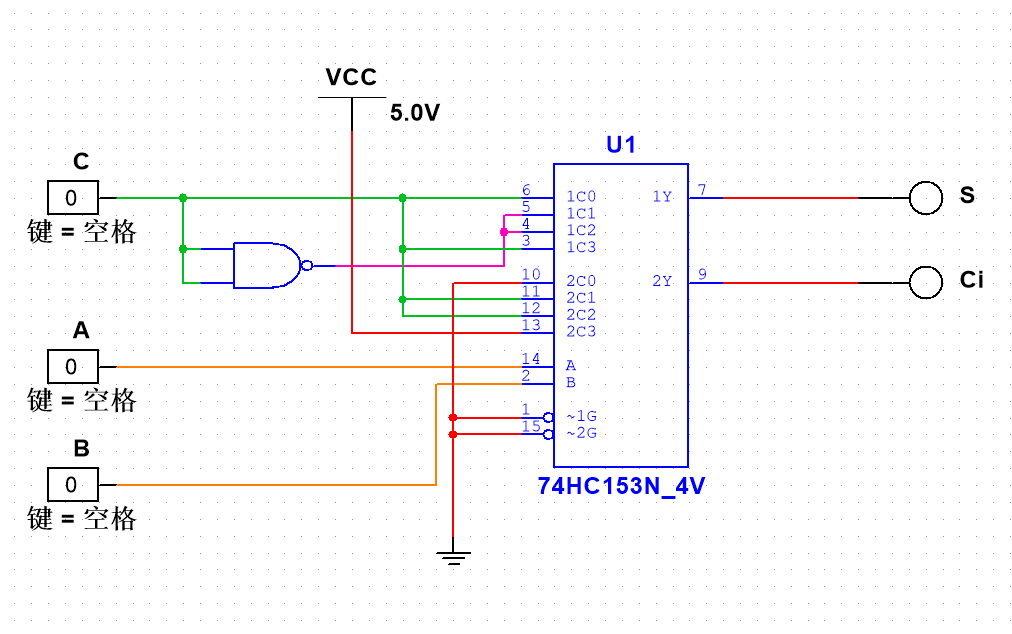 VCC
5.0V
C
0
键 = 空格
A
0
键 = 空格
B
0
键 = 空格
U1
6 1C0
5 1C1
4 1C2
3 1C3
10 2C0
11 2C1
12 2C2
13 2C3
14 A
2 B
1 ~1G
15 ~2G
1Y 7
2Y 9
74HC153N_4V
S
Ci